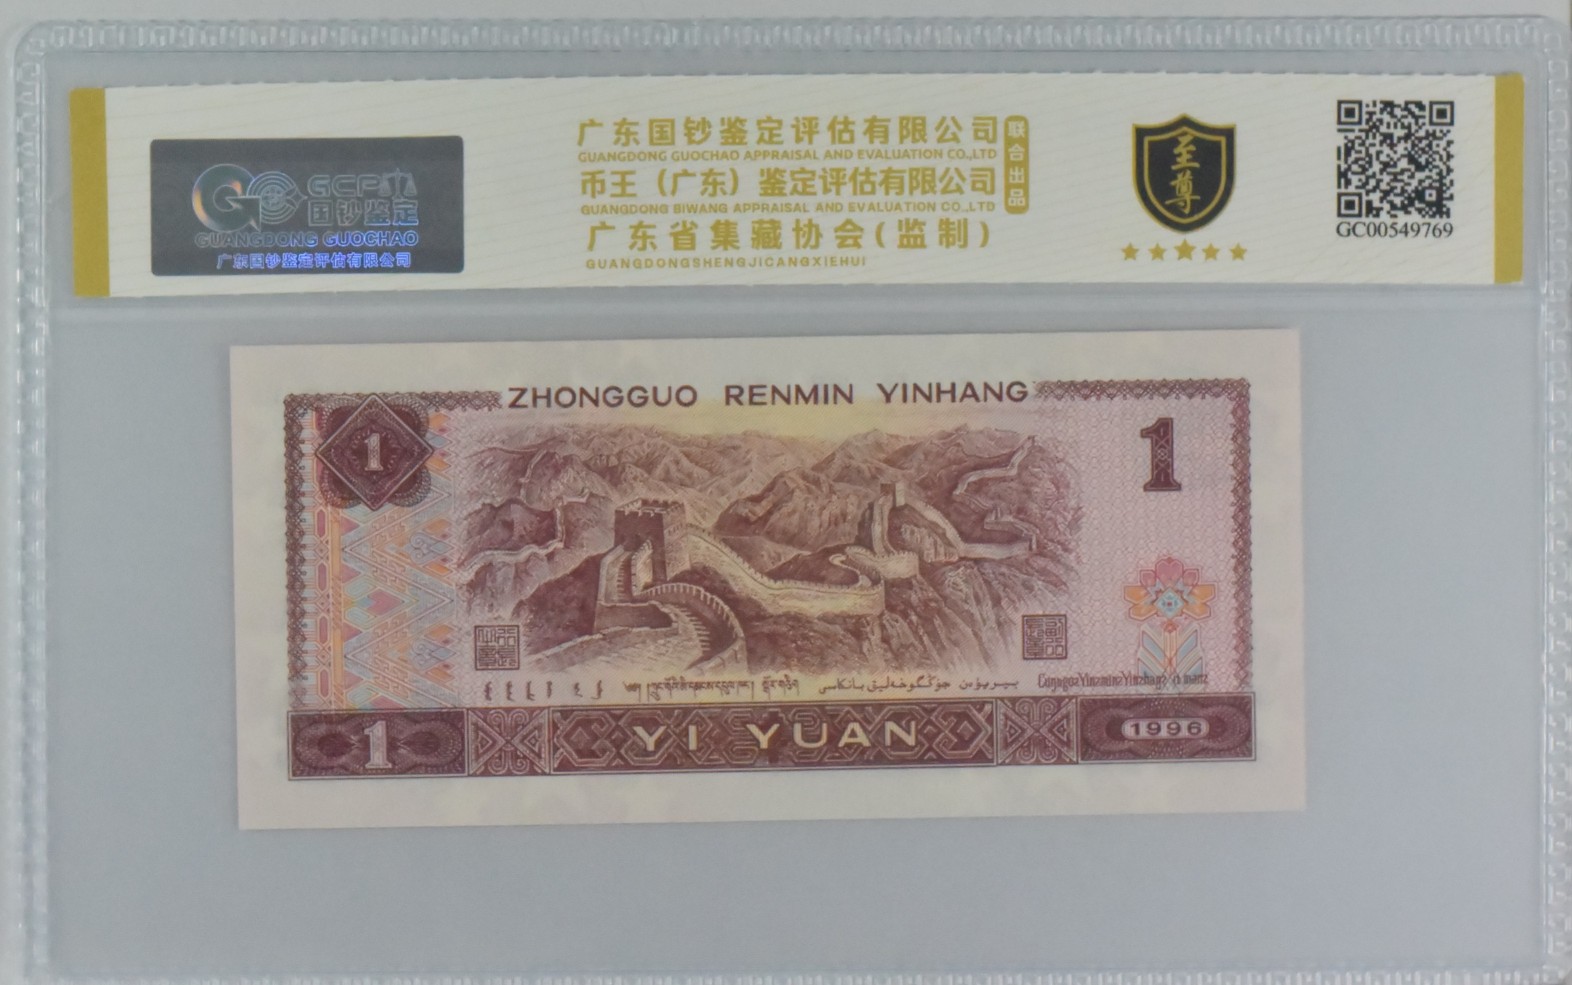 GCP
国钞鉴定
GUANGDONG GUOCHAO
广东国钞鉴定评估有限公司
广东国钞鉴定评估有限公司
GUANGDONG GUOCHAO APPRAISAL AND EVALUATION CO.,LTD
币王（广东）鉴定评估有限公司
GUANGDONG BIWANG APPRAISAL AND EVALUATION CO.,LTD
联合出品
广东省集藏协会(监制)
GUANGDONGSHENGJICANGXIEHUI
至尊
GC00549769
ZHONGGUO RENMIN YINHANG
1
1
1
YI YUAN
1996